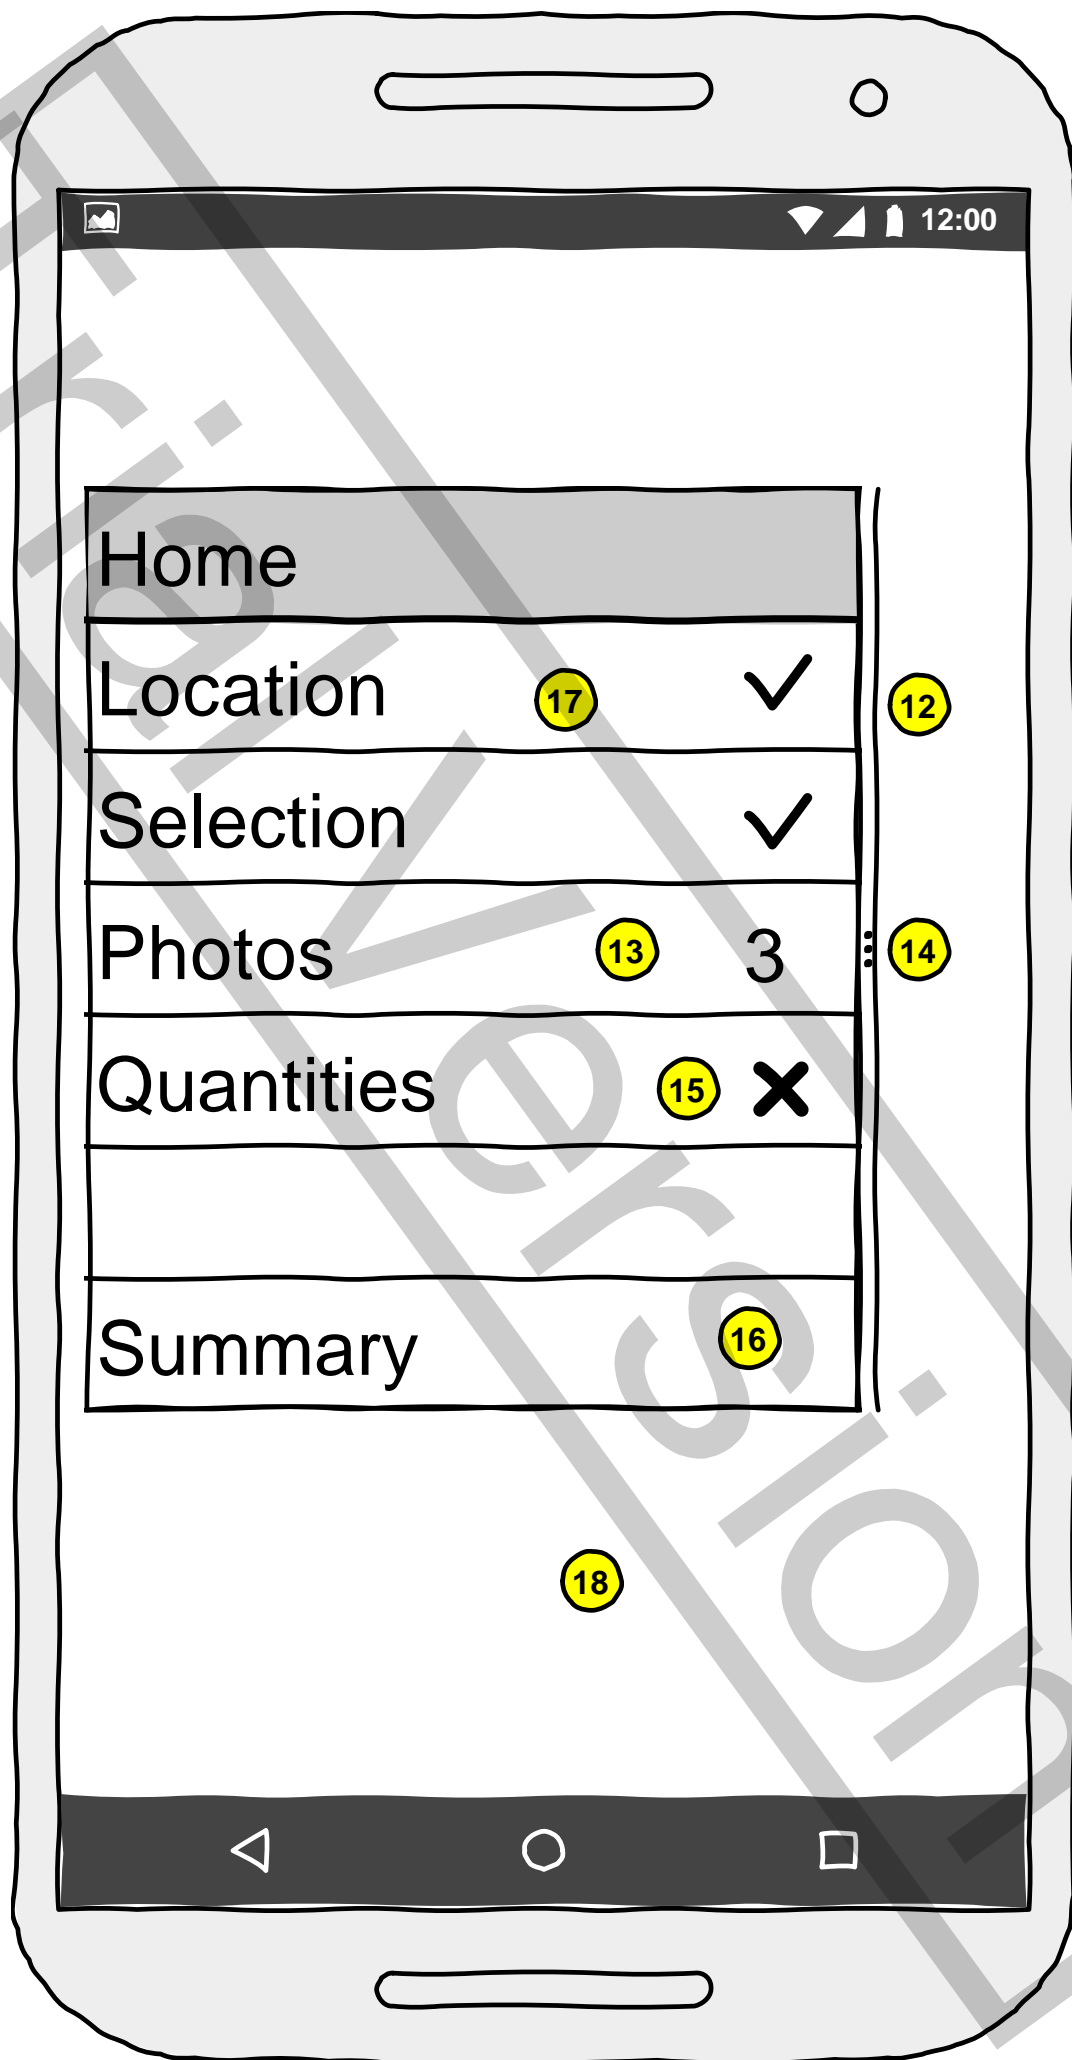 12:00
Home
Location 17 12
Selection
Photos 13 3 14
Quantities 15
Summary 16
18
Trial Version